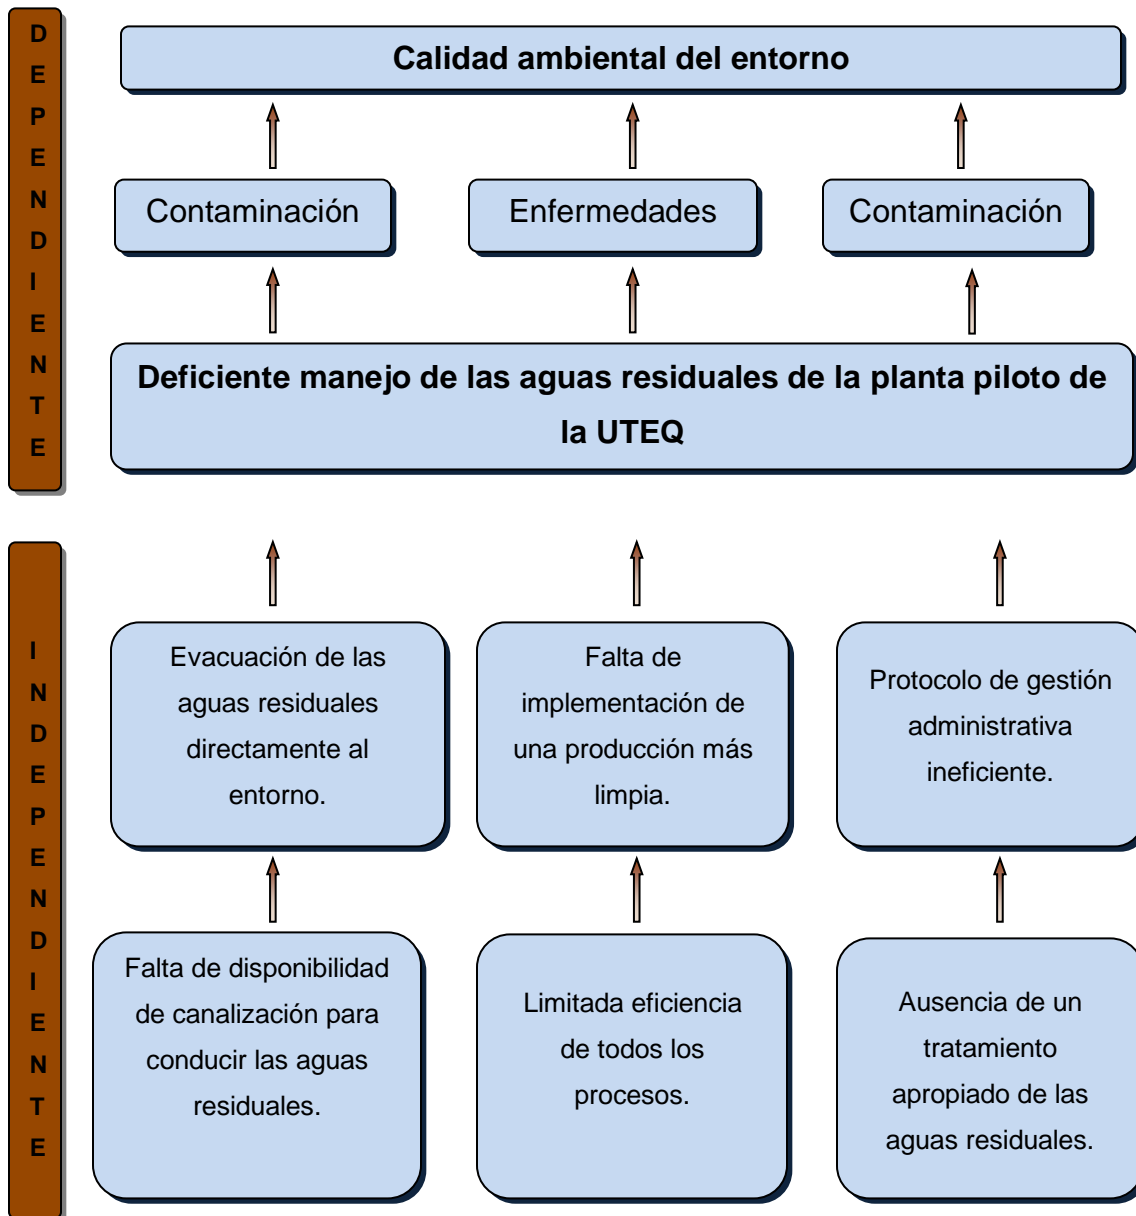 DEPENDIENTE
Calidad ambiental del entorno
Contaminación
Enfermedades
Contaminación
Deficiente manejo de las aguas residuales de la planta piloto de
la UTEQ
INDEPENDIENTE
Evacuación de las
aguas residuales
directamente al
entorno.
Falta de
implementación de
una producción más
limpia.
Protocolo de gestión
administrativa
ineficiente.
Falta de disponibilidad
de canalización para
conducir las aguas
residuales.
Limitada eficiencia
de todos los
procesos.
Ausencia de un
tratamiento
apropiado de las
aguas residuales.